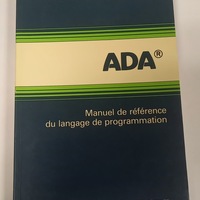 ADA®
Manuel de référence
du langage de programmation